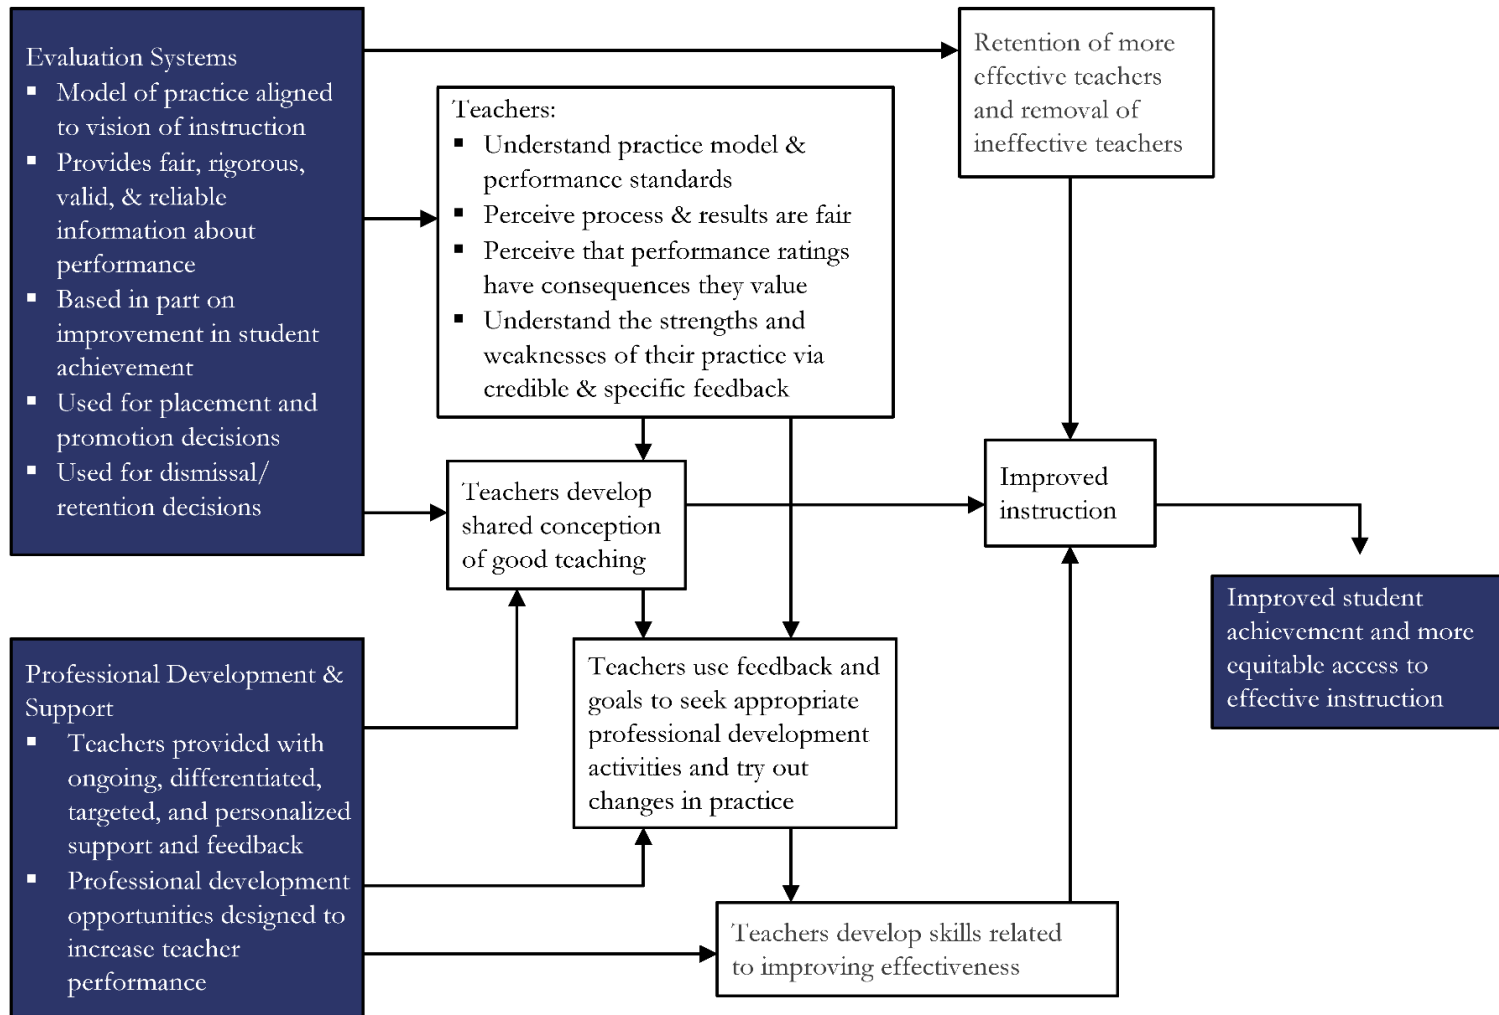 Evaluation Systems
▪ Model of practice aligned
to vision of instruction
▪ Provides fair, rigorous,
valid, & reliable
information about
performance
▪ Based in part on
improvement in student
achievement
▪ Used for placement and
promotion decisions
▪ Used for dismissal/
retention decisions
Teachers:
▪ Understand practice model &
performance standards
▪ Perceive process & results are fair
▪ Perceive that performance ratings
have consequences they value
▪ Understand the strengths and
weaknesses of their practice via
credible & specific feedback
Retention of more
effective teachers
and removal of
ineffective teachers
Teachers develop
shared conception
of good teaching
Improved
instruction
Improved student
achievement and more
equitable access to
effective instruction
Professional Development &
Support
▪ Teachers provided with
ongoing, differentiated,
targeted, and personalized
support and feedback
▪ Professional development
opportunities designed to
increase teacher
performance
Teachers use feedback and
goals to seek appropriate
professional development
activities and try out
changes in practice
Teachers develop skills related
to improving effectiveness